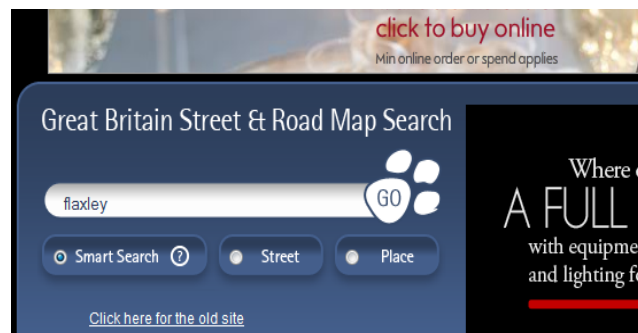 click to buy online
Min online order or spend applies
Great Britain Street & Road Map Search
flaxley
GO
Smart Search ?
Street
Place
Click here for the old site
Where
A FULL
with equipme
and lighting fo